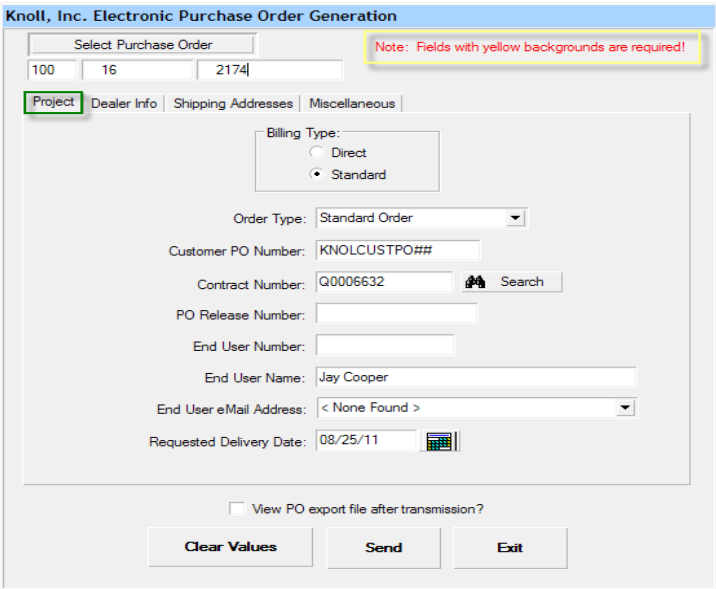 Knoll, Inc. Electronic Purchase Order Generation
Select Purchase Order
Note: Fields with yellow backgrounds are required!
100 16 2174
Project Dealer Info Shipping Addresses Miscellaneous
Billing Type:
Direct
Standard
Order Type: Standard Order
Customer PO Number: KNOLCUSTPO##
Contract Number: Q0006632 Search
PO Release Number:
End User Number:
End User Name: Jay Cooper
End User eMail Address: < None Found >
Requested Delivery Date: 08/25/11
View PO export file after transmission?
Clear Values Send Exit